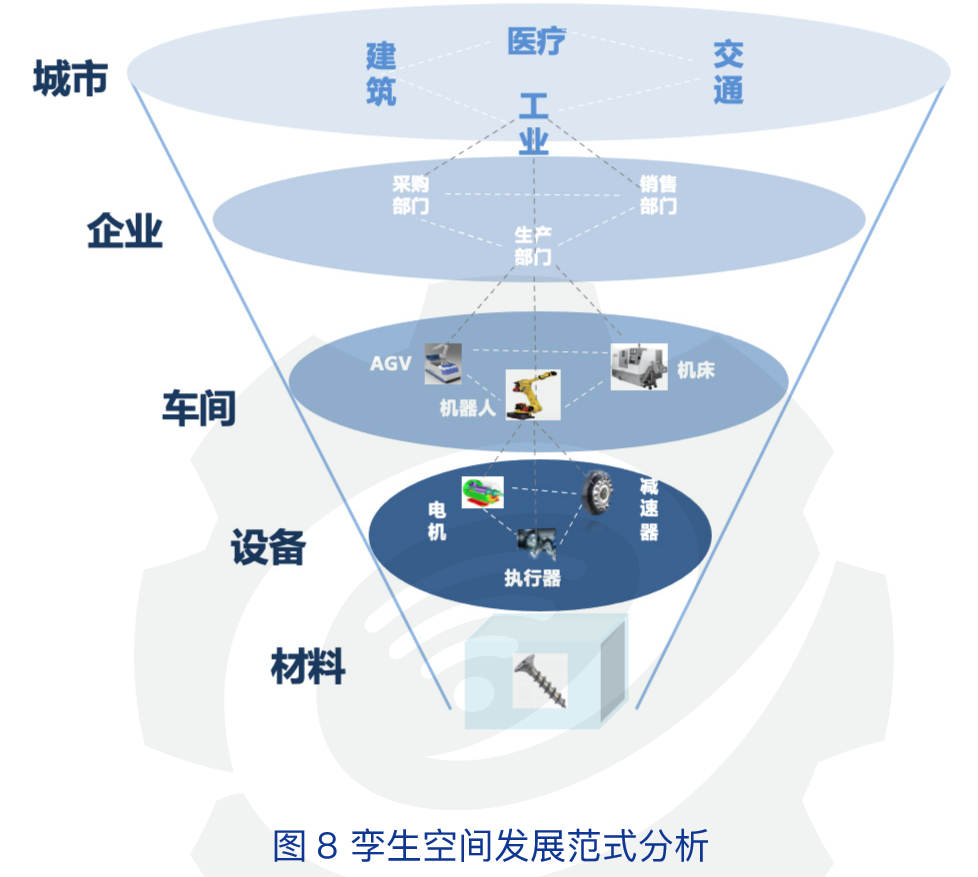 城市
建筑
医疗
交通
工业
企业
采购
部门
销售
部门
生产
部门
车间
AGV
机器人
机床
设备
电机
减速器
执行器
材料
图 8 孪生空间发展范式分析